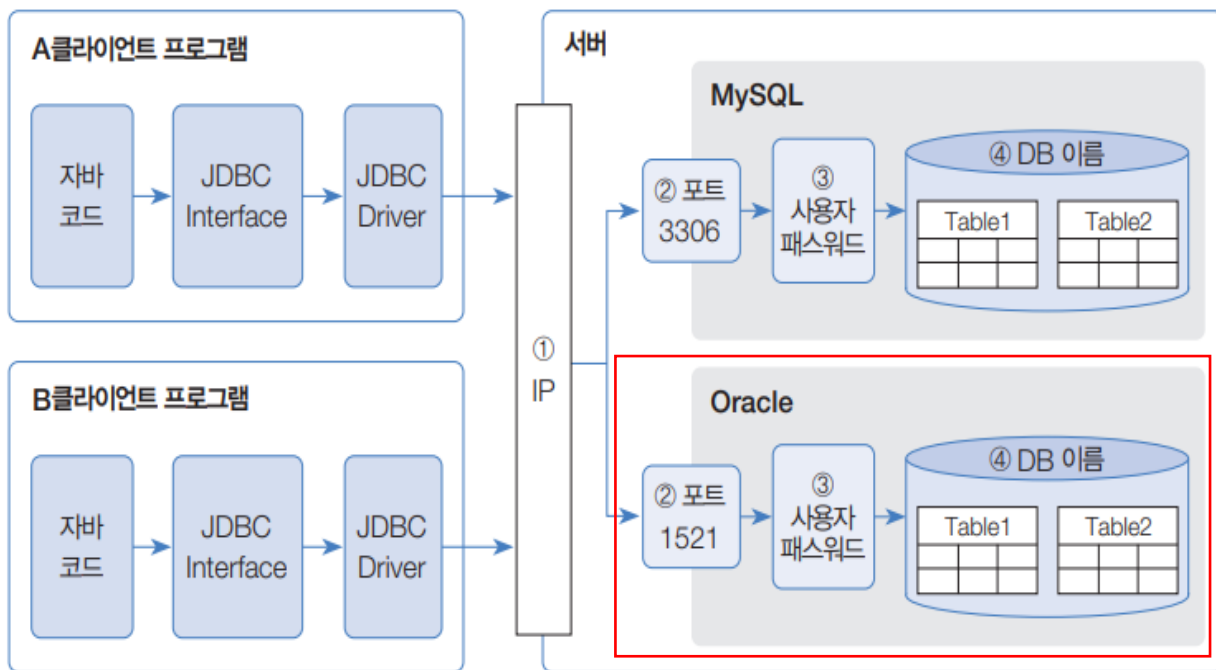 A클라이언트 프로그램
자바
코드
JDBC
Interface
JDBC
Driver
B클라이언트 프로그램
자바
코드
JDBC
Interface
JDBC
Driver
서버
①
IP
MySQL
② 포트
3306
③
사용자
패스워드
④ DB 이름
Table1
Table2
Oracle
② 포트
1521
③
사용자
패스워드
④ DB 이름
Table1
Table2